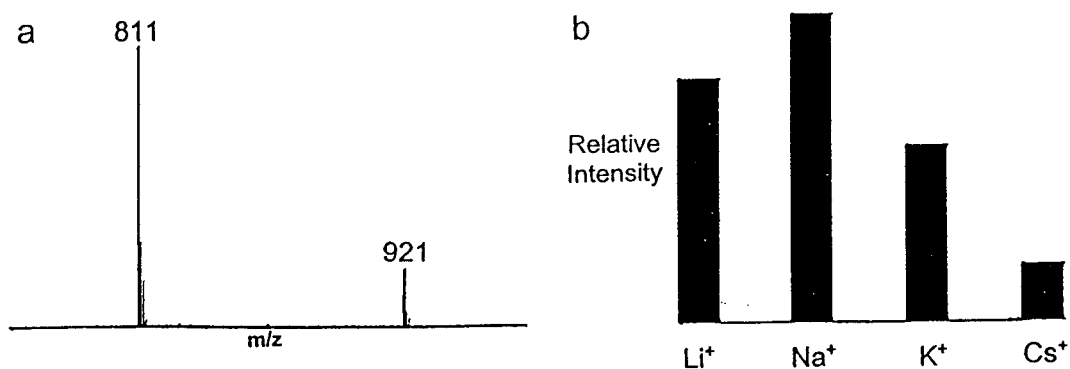 a
811
921
m/z
b
Relative
Intensity
Li⁺
Na⁺
K⁺
Cs⁺